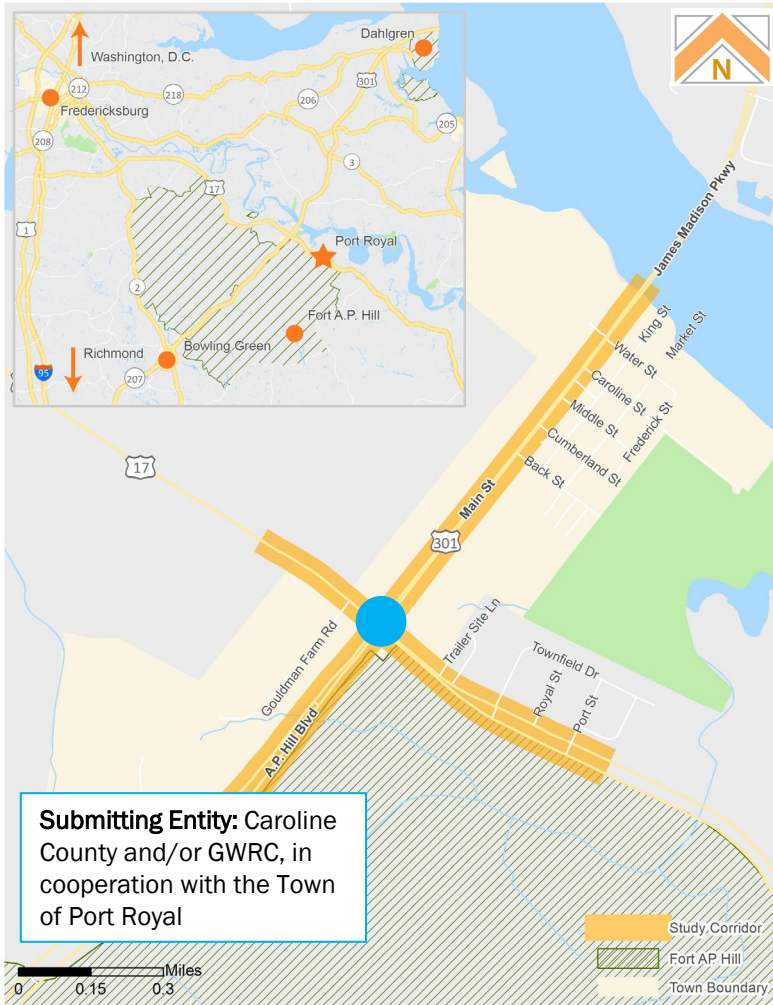 Washington, D.C.
Dahlgren
N
212
218
301
206
Fredericksburg
208
205
3
17
1
Port Royal
2
Fort A.P. Hill
Richmond
Bowling Green
95
207
James Madison Pkwy
King St
Market St
Water St
Caroline St
Middle St
Frederick St
Cumberland St
Back St
17
Main St
301
Gouldman Farm Rd
Trailer Site Ln
Townfield Dr
Royal St
Port St
A.P. Hill Blvd
Submitting Entity: Caroline
County and/or GWRC, in
cooperation with the Town
of Port Royal
Study Corridor
Fort AP Hill
Town Boundary
Miles
0 0.15 0.3